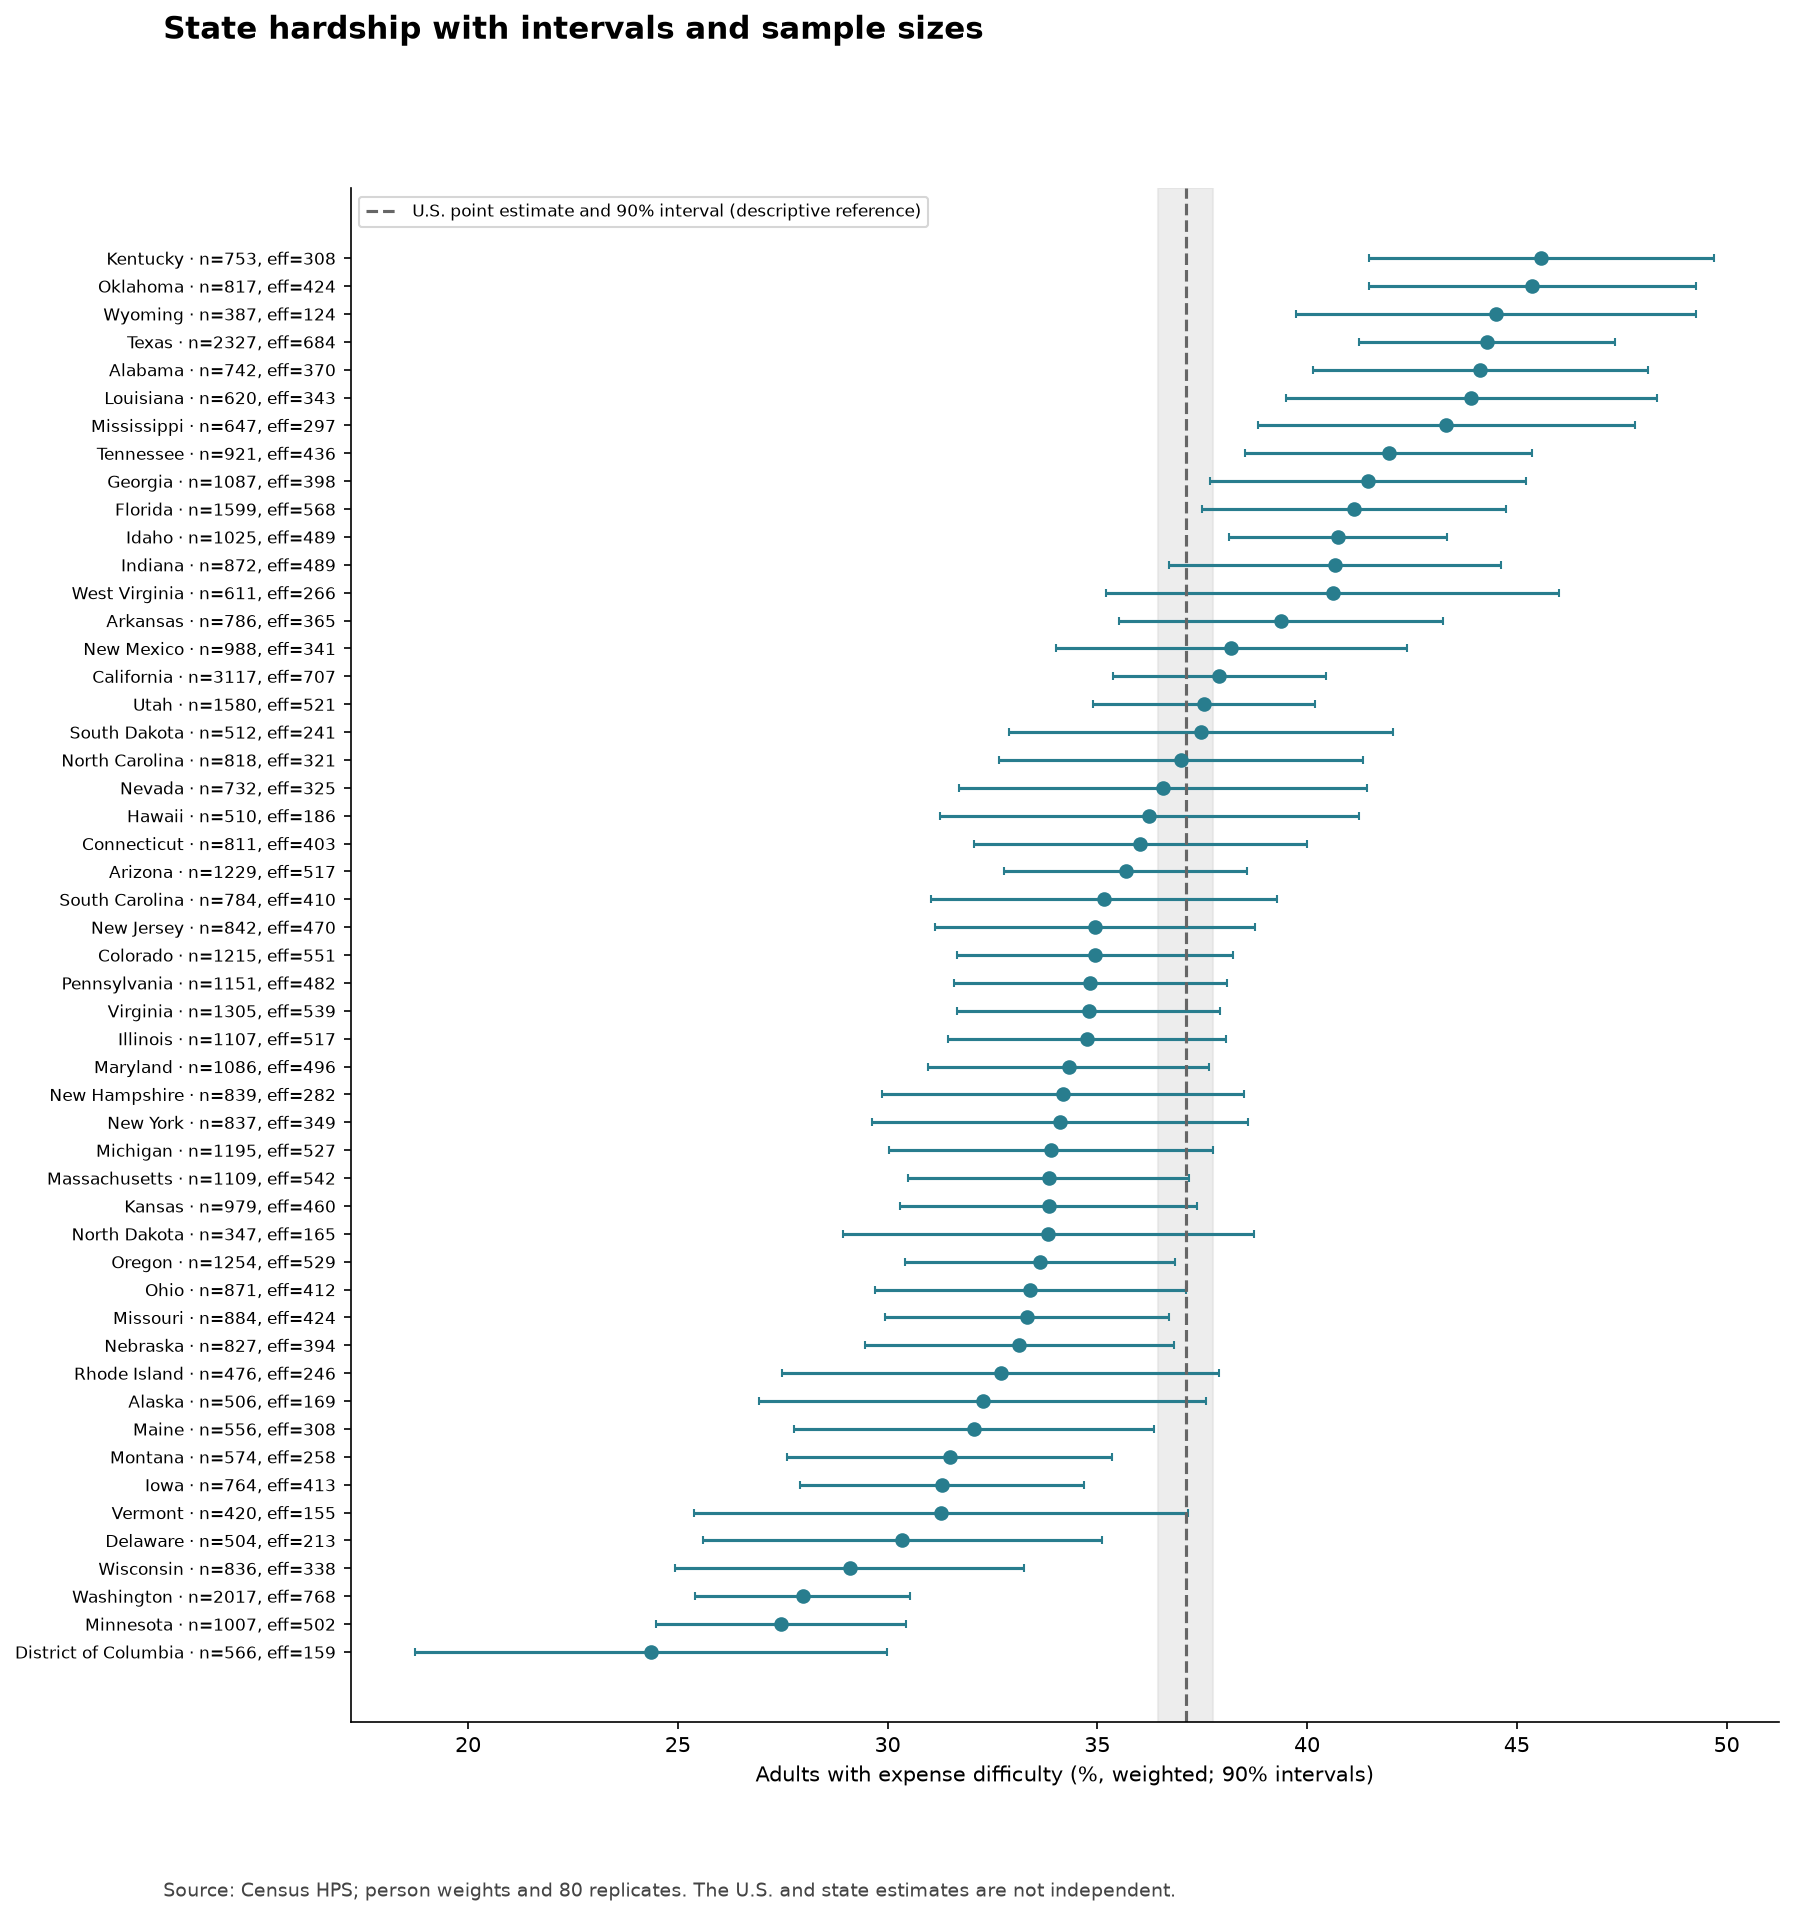 State hardship with intervals and sample sizes
U.S. point estimate and 90% interval (descriptive reference)
Kentucky · n=753, eff=308
Oklahoma · n=817, eff=424
Wyoming · n=387, eff=124
Texas · n=2327, eff=684
Alabama · n=742, eff=370
Louisiana · n=620, eff=343
Mississippi · n=647, eff=297
Tennessee · n=921, eff=436
Georgia · n=1087, eff=398
Florida · n=1599, eff=568
Idaho · n=1025, eff=489
Indiana · n=872, eff=489
West Virginia · n=611, eff=266
Arkansas · n=786, eff=365
New Mexico · n=988, eff=341
California · n=3117, eff=707
Utah · n=1580, eff=521
South Dakota · n=512, eff=241
North Carolina · n=818, eff=321
Nevada · n=732, eff=325
Hawaii · n=510, eff=186
Connecticut · n=811, eff=403
Arizona · n=1229, eff=517
South Carolina · n=784, eff=410
New Jersey · n=842, eff=470
Colorado · n=1215, eff=551
Pennsylvania · n=1151, eff=482
Virginia · n=1305, eff=539
Illinois · n=1107, eff=517
Maryland · n=1086, eff=496
New Hampshire · n=839, eff=282
New York · n=837, eff=349
Michigan · n=1195, eff=527
Massachusetts · n=1109, eff=542
Kansas · n=979, eff=460
North Dakota · n=347, eff=165
Oregon · n=1254, eff=529
Ohio · n=871, eff=412
Missouri · n=884, eff=424
Nebraska · n=827, eff=394
Rhode Island · n=476, eff=246
Alaska · n=506, eff=169
Maine · n=556, eff=308
Montana · n=574, eff=258
Iowa · n=764, eff=413
Vermont · n=420, eff=155
Delaware · n=504, eff=213
Wisconsin · n=836, eff=338
Washington · n=2017, eff=768
Minnesota · n=1007, eff=502
District of Columbia · n=566, eff=159
20 25 30 35 40 45 50
Adults with expense difficulty (%, weighted; 90% intervals)
Source: Census HPS; person weights and 80 replicates. The U.S. and state estimates are not independent.